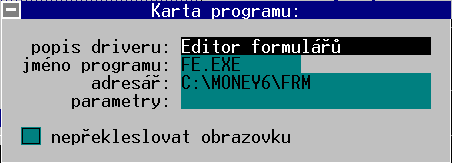 Karta programu:
popis driveru: Editor formulářů
jméno programu: FE.EXE
adresář: C:\MONEY6\FRM
parametry:
nepřekleslovat obrazovku